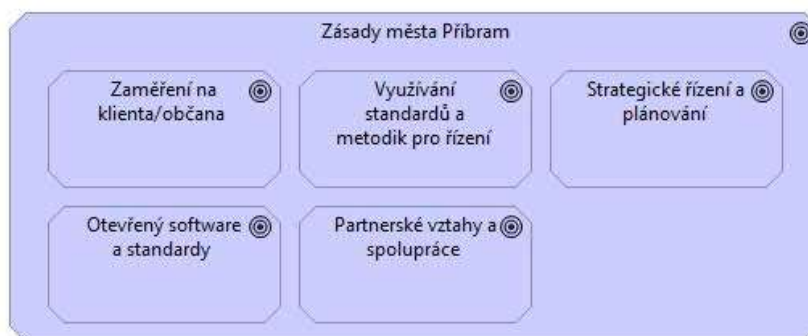 Zásady města Příbram
Zaměření na
klienta/občana
Využívání
standardů a
metodik pro řízení
Strategické řízení a
plánování
Otevřený software
a standardy
Partnerské vztahy a
spolupráce